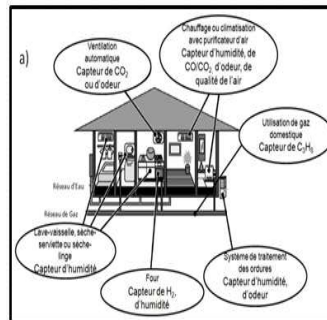 a)
Ventilation
automatique
Capteur de CO2
ou d'odeur
Chauffage ou climatisation
avec purificateur d'air
Capteur d'humidité, de
CO/CO2, d'odeur, de
qualité de l'air
Utilisation de gaz
domestique
Capteur de C3H8
Réseau d'Eau
Réseau de Gaz
Lave-vaisselle, sèche-
serviette ou sèche-
linge
Capteur d'humidité
Four
Capteur de H2,
d'humidité
Système de traitement
des ordures
Capteur d'humidité,
d'odeur